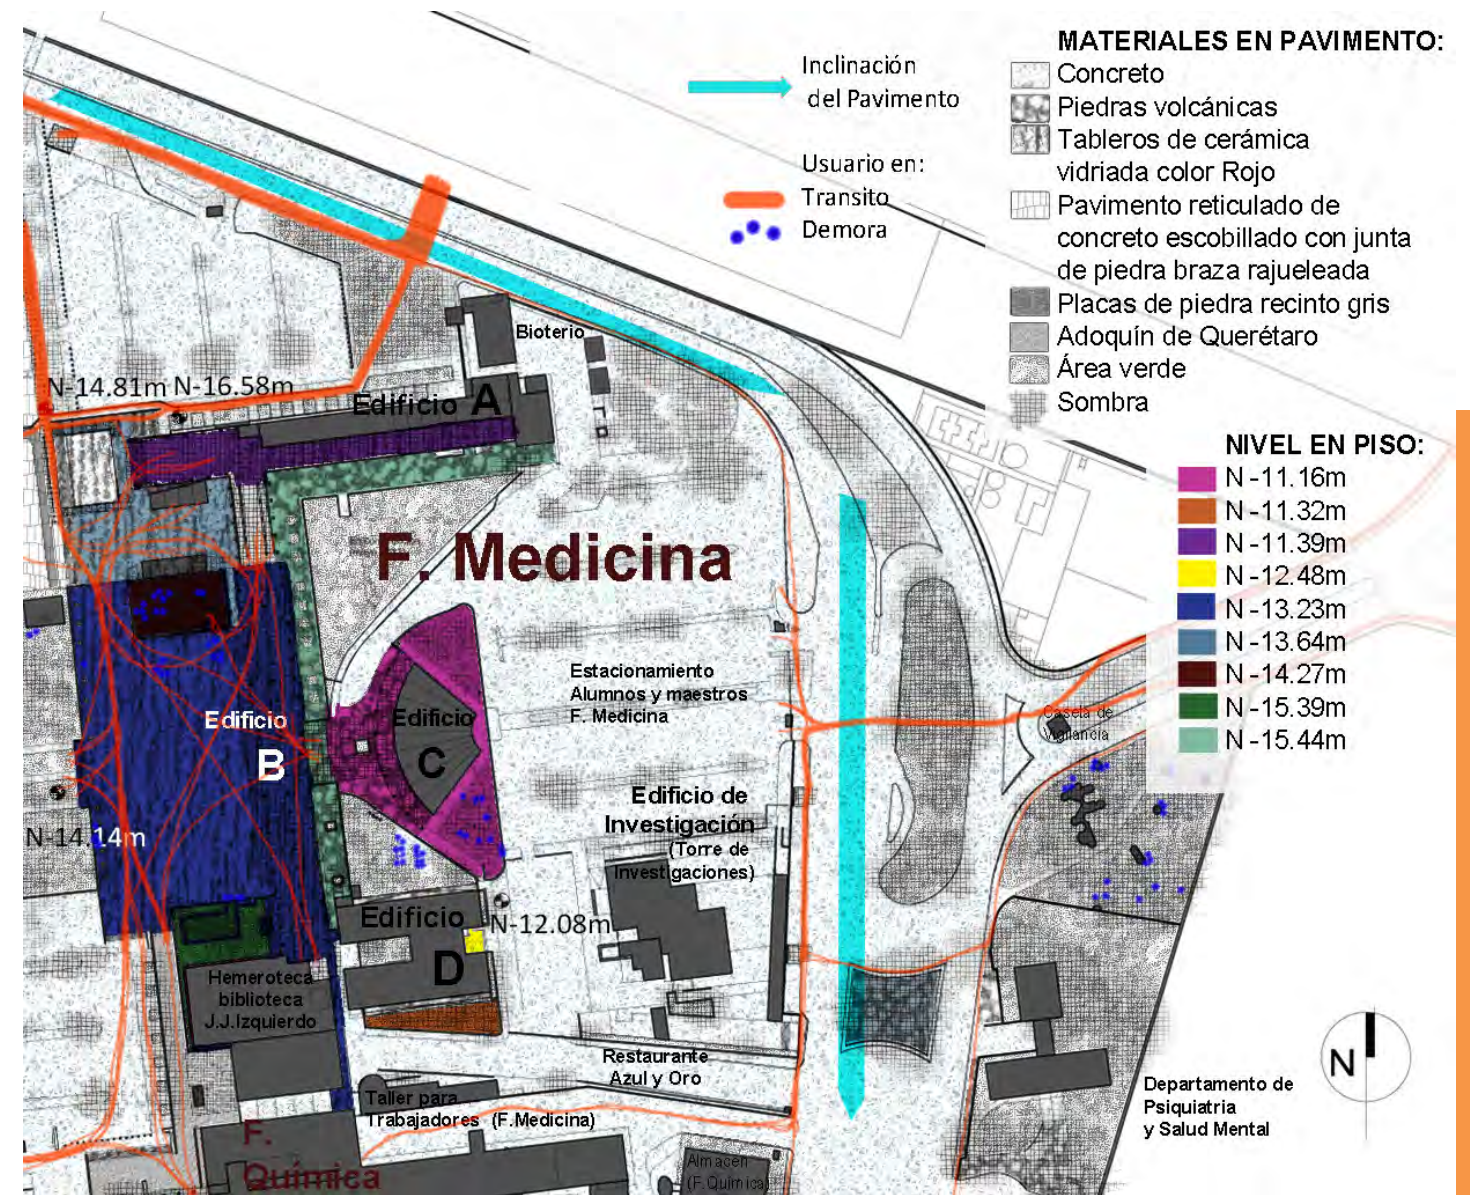 MATERIALES EN PAVIMENTO:
Concreto
Piedras volcánicas
Tableros de cerámica
vidriada color Rojo
Pavimento reticulado de
concreto escobillado con junta
de piedra braza rajueleada
Placas de piedra recinto gris
Adoquín de Querétaro
Área verde
Sombra
Inclinación
del Pavimento
Usuario en:
Transito
Demora
NIVEL EN PISO:
N -11.16m
N -11.32m
N -11.39m
N -12.48m
N -13.23m
N -13.64m
N -14.27m
N -15.39m
N -15.44m
Bioterio
N-14.81m N-16.58m
Edificio A
F. Medicina
Estacionamiento
Alumnos y maestros
F. Medicina
Edificio
B
Edificio
C
Caseta de
Vigilancia
Edificio de
Investigación
(Torre de
Investigaciones)
N-14.14m
Edificio
D
N-12.08m
Hemeroteca
biblioteca
J.J.Izquierdo
Restaurante
Azul y Oro
Taller para
Trabajadores (F.Medicina)
F.
Química
Almacén
(F.Química)
Departamento de
Psiquiatria
y Salud Mental
N